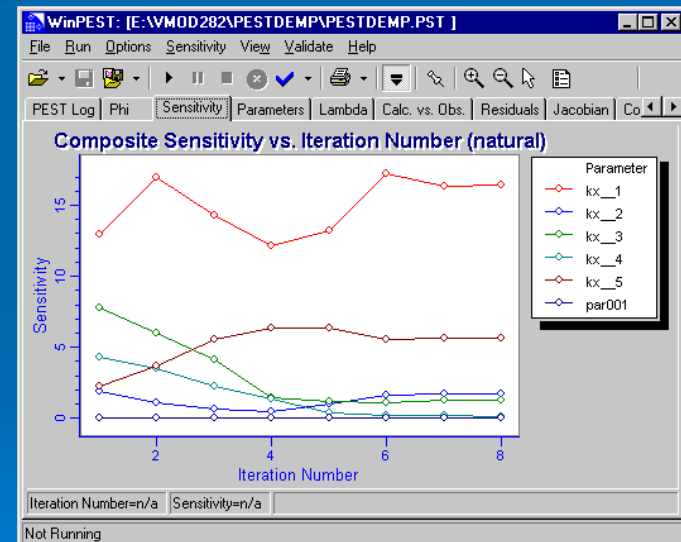 WinPEST: [E:\VMOD282\PESTDEMP\PESTDEMP.PST ]
File Run Options Sensitivity View Validate Help
PEST Log Phi Sensitivity Parameters Lambda Calc. vs. Obs. Residuals Jacobian Co
Composite Sensitivity vs. Iteration Number (natural)
Parameter
kx__1
kx__2
kx__3
kx__4
kx__5
par001
Sensitivity
15
10
5
0
2 4 6 8
Iteration Number
Iteration Number=n/a Sensitivity=n/a
Not Running